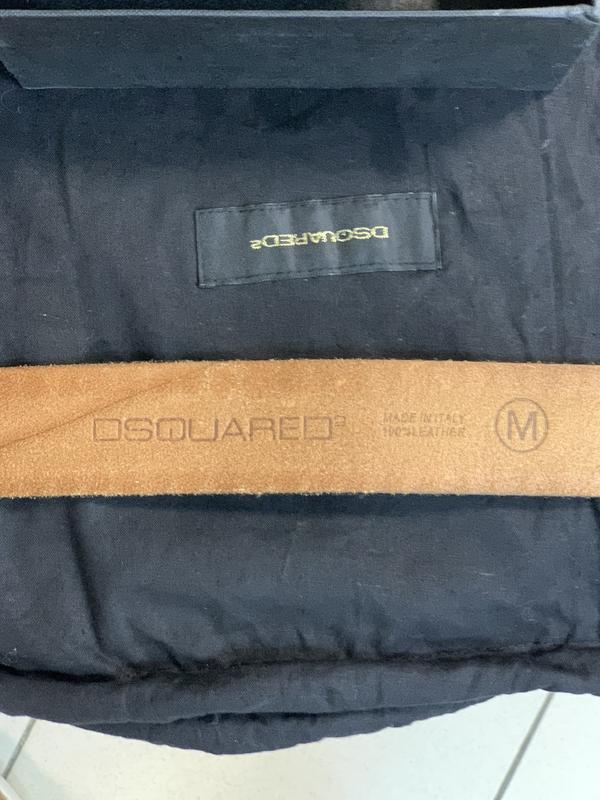 DSQUARED²
DSQUARED²
MADE IN ITALY
100% LEATHER
M